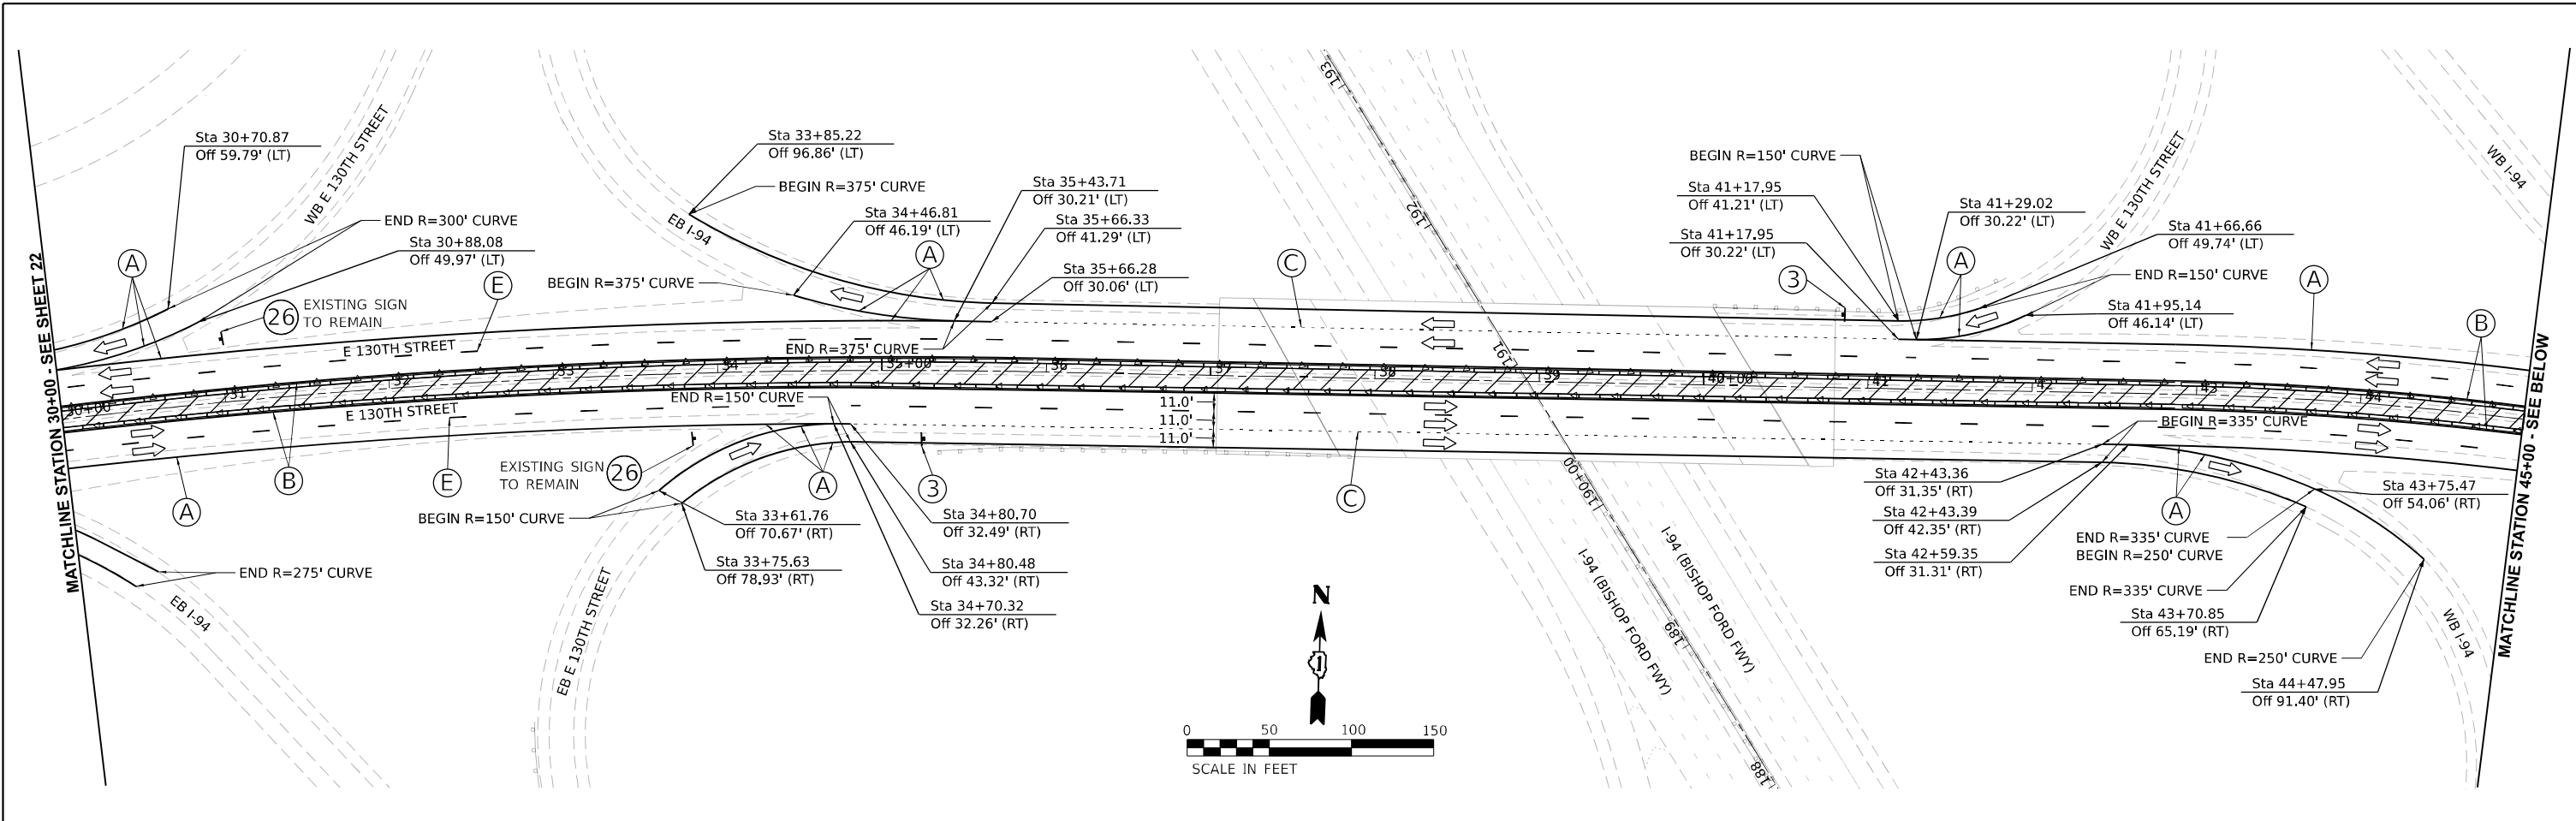 MATCHLINE STATION 30+00 - SEE SHEET 22
Sta 30+70.87
Off 59.79' (LT)
WB E 130TH STREET
END R=300' CURVE
Sta 30+88.08
Off 49.97' (LT)
A
26
EXISTING SIGN
TO REMAIN
E
E 130TH STREET
E 130TH STREET
30+00
31
32
33
34
35+00
36
37
38
39
40+00
41
42
43
44
A
B
E
END R=275' CURVE
EB I-94
Sta 33+85.22
Off 96.86' (LT)
BEGIN R=375' CURVE
EB I-94
Sta 34+46.81
Off 46.19' (LT)
A
BEGIN R=375' CURVE
Sta 35+43.71
Off 30.21' (LT)
Sta 35+66.33
Off 41.29' (LT)
Sta 35+66.28
Off 30.06' (LT)
END R=375' CURVE
END R=150' CURVE
EXISTING SIGN
TO REMAIN
26
BEGIN R=150' CURVE
Sta 33+61.76
Off 70.67' (RT)
Sta 33+75.63
Off 78.93' (RT)
A
3
Sta 34+80.70
Off 32.49' (RT)
Sta 34+80.48
Off 43.32' (RT)
Sta 34+70.32
Off 32.26' (RT)
EB E 130TH STREET
11.0'
11.0'
11.0'
C
C
193
192
191
190+00
189
188
I-94 (BISHOP FORD FWY)
I-94 (BISHOP FORD FWY)
N
1
0 50 100 150
SCALE IN FEET
BEGIN R=150' CURVE
Sta 41+17.95
Off 41.21' (LT)
Sta 41+17.95
Off 30.22' (LT)
3
Sta 41+29.02
Off 30.22' (LT)
A
WB E 130TH STREET
Sta 41+66.66
Off 49.74' (LT)
END R=150' CURVE
Sta 41+95.14
Off 46.14' (LT)
A
WB I-94
B
BEGIN R=335' CURVE
Sta 42+43.36
Off 31.35' (RT)
Sta 42+43.39
Off 42.35' (RT)
Sta 42+59.35
Off 31.31' (RT)
A
Sta 43+75.47
Off 54.06' (RT)
END R=335' CURVE
BEGIN R=250' CURVE
END R=335' CURVE
Sta 43+70.85
Off 65.19' (RT)
END R=250' CURVE
Sta 44+47.95
Off 91.40' (RT)
WB I-94
MATCHLINE STATION 45+00 - SEE BELOW